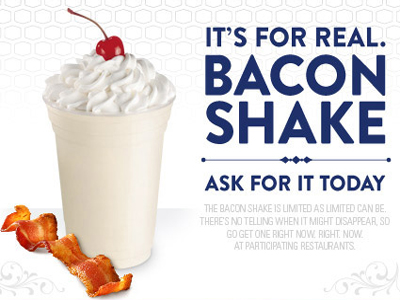 IT'S FOR REAL.
BACON
SHAKE
ASK FOR IT TODAY
THE BACON SHAKE IS LIMITED AS LIMITED CAN BE.
THERE'S NO TELLING WHEN IT MIGHT DISAPPEAR, SO
GO GET ONE RIGHT NOW. RIGHT. NOW.
AT PARTICIPATING RESTAURANTS.